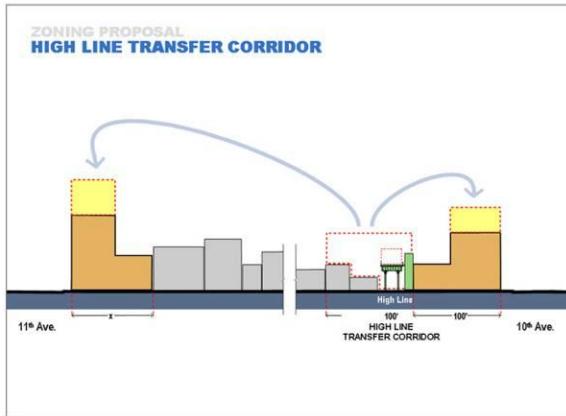 ZONING PROPOSAL
HIGH LINE TRANSFER CORRIDOR
High Line
11th Ave.
x
100'
HIGH LINE
TRANSFER CORRIDOR
100'
10th Ave.